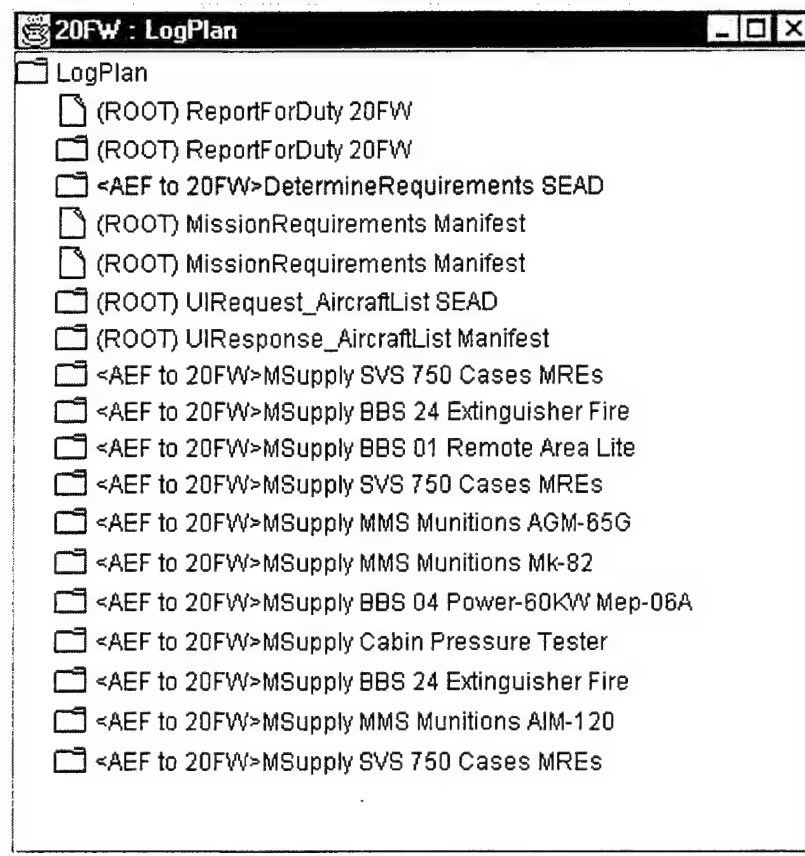 20FW : LogPlan
LogPlan
(ROOT) ReportForDuty 20FW
(ROOT) ReportForDuty 20FW
<AEF to 20FW>DetermineRequirements SEAD
(ROOT) MissionRequirements Manifest
(ROOT) MissionRequirements Manifest
(ROOT) UIRequest_AircraftList SEAD
(ROOT) UIResponse_AircraftList Manifest
<AEF to 20FW>MSupply SVS 750 Cases MREs
<AEF to 20FW>MSupply BBS 24 Extinguisher Fire
<AEF to 20FW>MSupply BBS 01 Remote Area Lite
<AEF to 20FW>MSupply SVS 750 Cases MREs
<AEF to 20FW>MSupply MMS Munitions AGM-65G
<AEF to 20FW>MSupply MMS Munitions Mk-82
<AEF to 20FW>MSupply BBS 04 Power-60KW Mep-06A
<AEF to 20FW>MSupply Cabin Pressure Tester
<AEF to 20FW>MSupply BBS 24 Extinguisher Fire
<AEF to 20FW>MSupply MMS Munitions AIM-120
<AEF to 20FW>MSupply SVS 750 Cases MREs